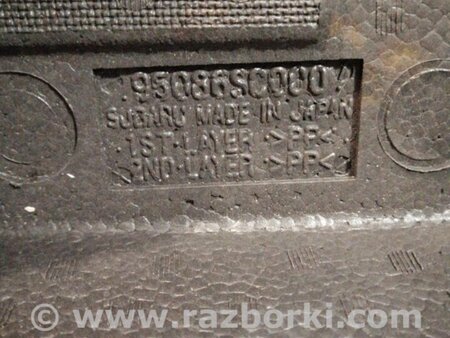 95086SC000
SUBARU MADE IN JAPAN
1ST·LAYER >PP<
2ND·LAYER >PP<
© www.razborki.com